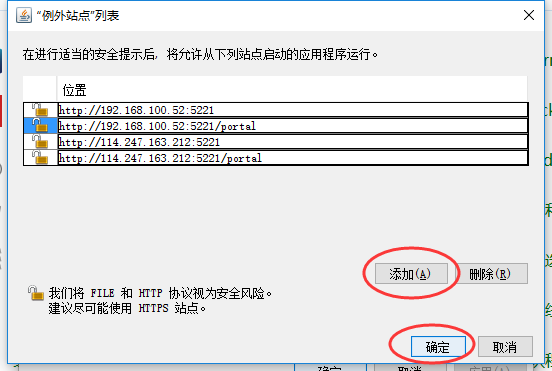 “例外站点”列表
在进行适当的安全提示后, 将允许从下列站点启动的应用程序运行。
位置
http://192.168.100.52:5221
http://192.168.100.52:5221/portal
http://114.247.163.212:5221
http://114.247.163.212:5221/portal
添加(A) 删除(R)
我们将 FILE 和 HTTP 协议视为安全风险。
建议尽可能使用 HTTPS 站点。
确定 取消